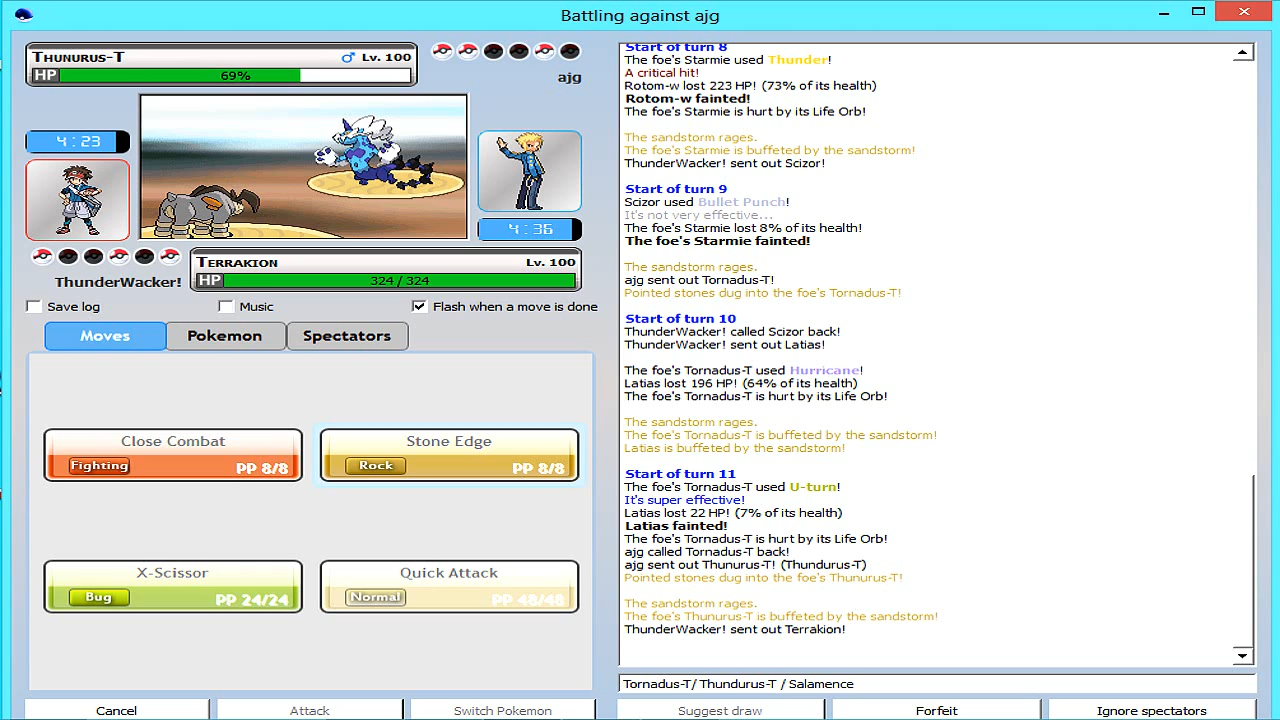 Battling against ajg
THUNURUS-T ♂ Lv. 100
HP 69%
ajg
4:23
4:36
ThunderWacker!
TERRAKION Lv. 100
HP 324 / 324
Save log
Music
Flash when a move is done
Moves
Pokemon
Spectators
Close Combat
Fighting PP 8/8
Stone Edge
Rock PP 8/8
X-Scissor
Bug PP 24/24
Quick Attack
Normal PP 48/48
Cancel
Attack
Switch Pokemon
Start of turn 8
The foe's Starmie used Thunder!
A critical hit!
Rotom-w lost 223 HP! (73% of its health)
Rotom-w fainted!
The foe's Starmie is hurt by its Life Orb!
The sandstorm rages.
The foe's Starmie is buffeted by the sandstorm!
ThunderWacker! sent out Scizor!
Start of turn 9
Scizor used Bullet Punch!
It's not very effective...
The foe's Starmie lost 8% of its health!
The foe's Starmie fainted!
The sandstorm rages.
ajg sent out Tornadus-T!
Pointed stones dug into the foe's Tornadus-T!
Start of turn 10
ThunderWacker! called Scizor back!
ThunderWacker! sent out Latias!
The foe's Tornadus-T used Hurricane!
Latias lost 196 HP! (64% of its health)
The foe's Tornadus-T is hurt by its Life Orb!
The sandstorm rages.
The foe's Tornadus-T is buffeted by the sandstorm!
Latias is buffeted by the sandstorm!
Start of turn 11
The foe's Tornadus-T used U-turn!
It's super effective!
Latias lost 22 HP! (7% of its health)
Latias fainted!
The foe's Tornadus-T is hurt by its Life Orb!
ajg called Tornadus-T back!
ajg sent out Thunurus-T! (Thundurus-T)
Pointed stones dug into the foe's Thunurus-T!
The sandstorm rages.
The foe's Thunurus-T is buffeted by the sandstorm!
ThunderWacker! sent out Terrakion!
Tornadus-T/ Thundurus-T / Salamence
Suggest draw
Forfeit
Ignore spectators